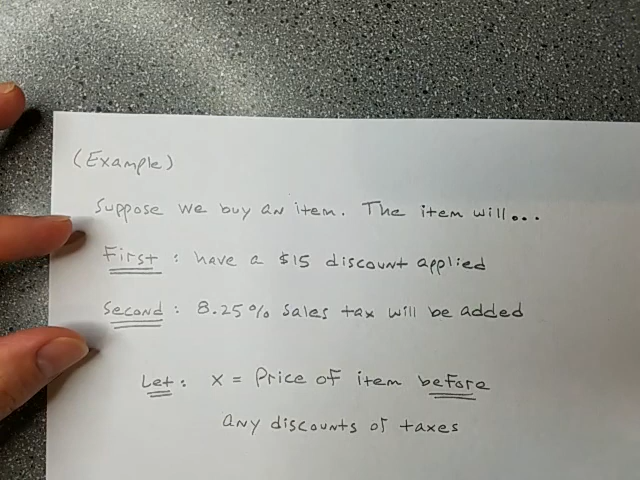 (Example)
Suppose we buy an item. The item will...
First: have a $15 discount applied
Second: 8.25% sales tax will be added
Let: x = Price of item before
any discounts or taxes